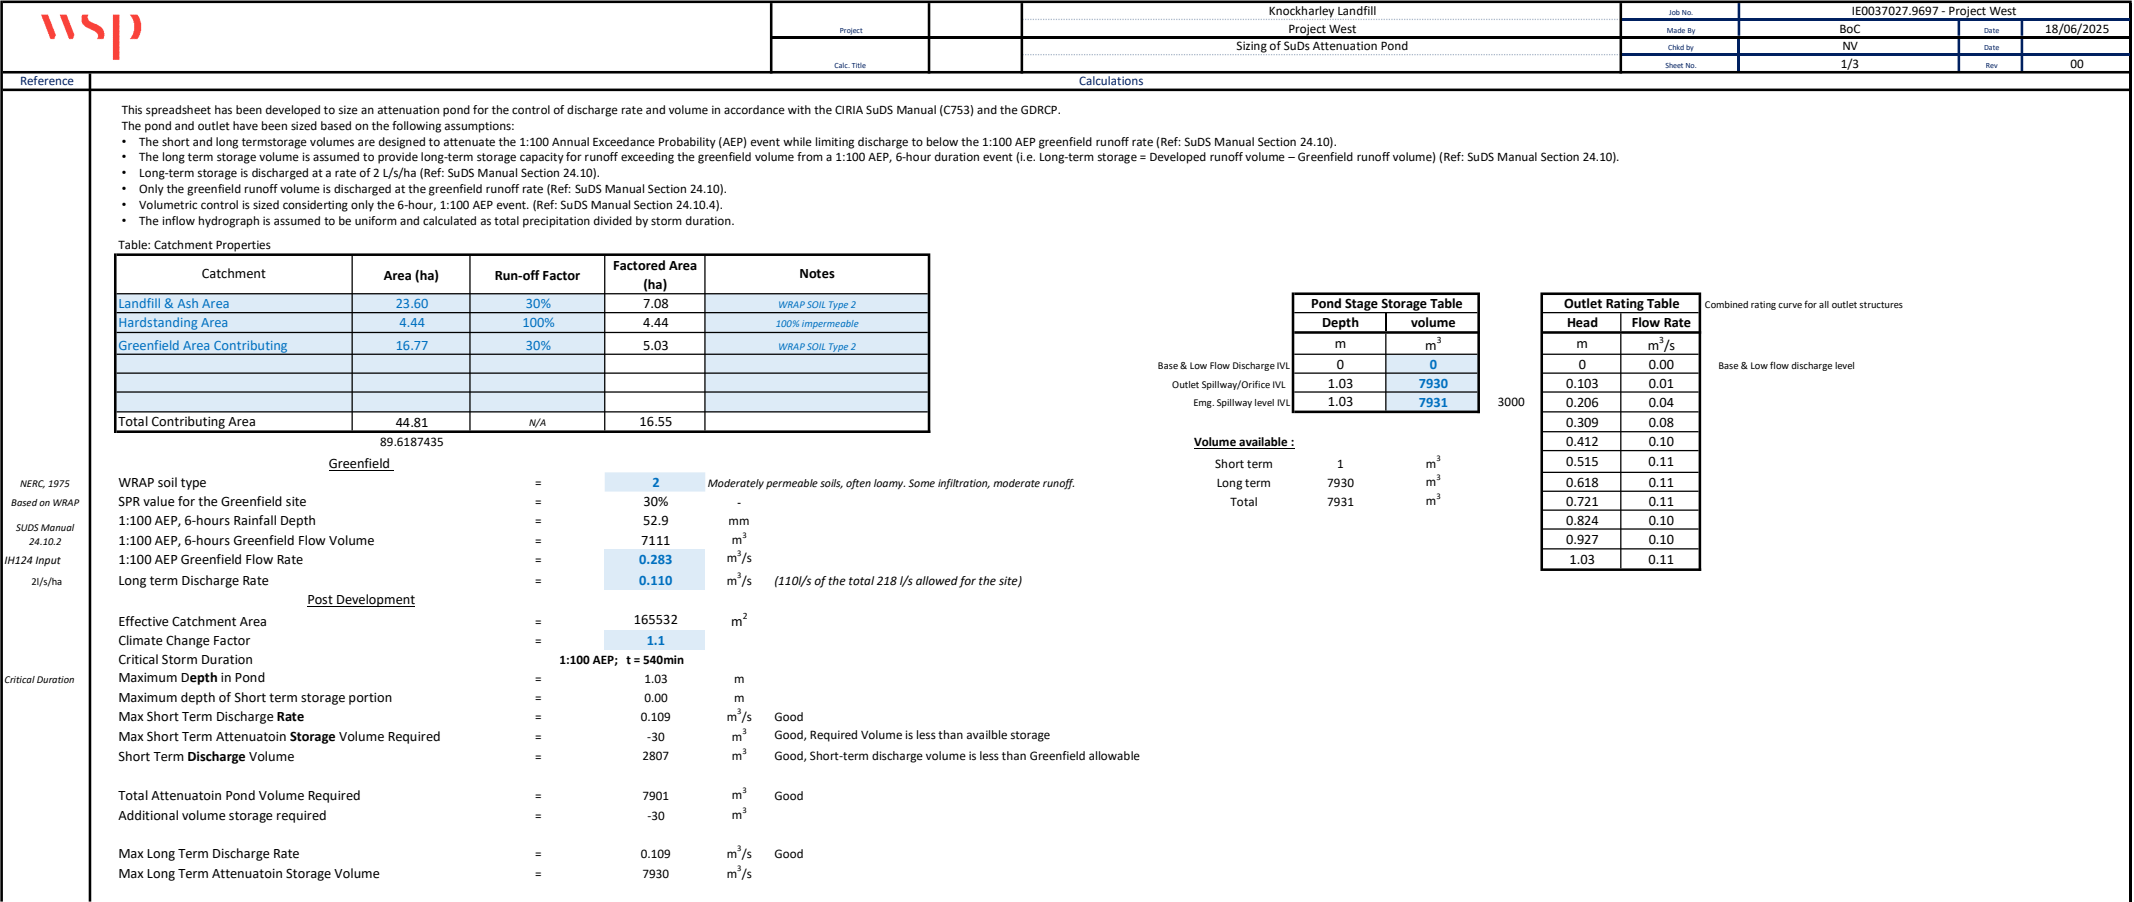 wsp
Knockharley Landfill
Job No. IE0037027.9697 - Project West
Project
Project West
Made By BoC Date 18/06/2025
Sizing of SuDs Attenuation Pond
Chkd by NV Date
Calc. Title
Sheet No. 1/3 Rev 00
Reference Calculations
This spreadsheet has been developed to size an attenuation pond for the control of discharge rate and volume in accordance with the CIRIA SuDS Manual (C753) and the GDRCP.
The pond and outlet have been sized based on the following assumptions:
• The short and long termstorage volumes are designed to attenuate the 1:100 Annual Exceedance Probability (AEP) event while limiting discharge to below the 1:100 AEP greenfield runoff rate (Ref: SuDS Manual Section 24.10).
• The long term storage volume is assumed to provide long-term storage capacity for runoff exceeding the greenfield volume from a 1:100 AEP, 6-hour duration event (i.e. Long-term storage = Developed runoff volume – Greenfield runoff volume) (Ref: SuDS Manual Section 24.10).
• Long-term storage is discharged at a rate of 2 L/s/ha (Ref: SuDS Manual Section 24.10).
• Only the greenfield runoff volume is discharged at the greenfield runoff rate (Ref: SuDS Manual Section 24.10).
• Volumetric control is sized considerting only the 6-hour, 1:100 AEP event. (Ref: SuDS Manual Section 24.10.4).
• The inflow hydrograph is assumed to be uniform and calculated as total precipitation divided by storm duration.
Table: Catchment Properties
Catchment Area (ha) Run-off Factor Factored Area (ha) Notes
Landfill & Ash Area 23.60 30% 7.08 WRAP SOIL Type 2
Hardstanding Area 4.44 100% 4.44 100% impermeable
Greenfield Area Contributing 16.77 30% 5.03 WRAP SOIL Type 2
Total Contributing Area 44.81 N/A 16.55
89.6187435
Pond Stage Storage Table
Depth volume
m m³
Base & Low Flow Discharge IVL 0 0
Outlet Spillway/Orifice IVL 1.03 7930
Emg. Spillway level IVL 1.03 7931 3000
Volume available :
Short term 1 m³
Long term 7930 m³
Total 7931 m³
Outlet Rating Table Combined rating curve for all outlet structures
Head Flow Rate
m m³/s
0 0.00 Base & Low flow discharge level
0.103 0.01
0.206 0.04
0.309 0.08
0.412 0.10
0.515 0.11
0.618 0.11
0.721 0.11
0.824 0.10
0.927 0.10
1.03 0.11
Greenfield
NERC, 1975 WRAP soil type = 2 Moderately permeable soils, often loamy. Some infiltration, moderate runoff.
Based on WRAP SPR value for the Greenfield site = 30% -
1:100 AEP, 6-hours Rainfall Depth = 52.9 mm
SUDS Manual 24.10.2 1:100 AEP, 6-hours Greenfield Flow Volume = 7111 m³
IH124 Input 1:100 AEP Greenfield Flow Rate = 0.283 m³/s
2l/s/ha Long term Discharge Rate = 0.110 m³/s (110l/s of the total 218 l/s allowed for the site)
Post Development
Effective Catchment Area = 165532 m²
Climate Change Factor = 1.1
Critical Storm Duration 1:100 AEP; t = 540min
Critical Duration Maximum Depth in Pond = 1.03 m
Maximum depth of Short term storage portion = 0.00 m
Max Short Term Discharge Rate = 0.109 m³/s Good
Max Short Term Attenuatoin Storage Volume Required = -30 m³ Good, Required Volume is less than availble storage
Short Term Discharge Volume = 2807 m³ Good, Short-term discharge volume is less than Greenfield allowable
Total Attenuatoin Pond Volume Required = 7901 m³ Good
Additional volume storage required = -30 m³
Max Long Term Discharge Rate = 0.109 m³/s Good
Max Long Term Attenuatoin Storage Volume = 7930 m³/s